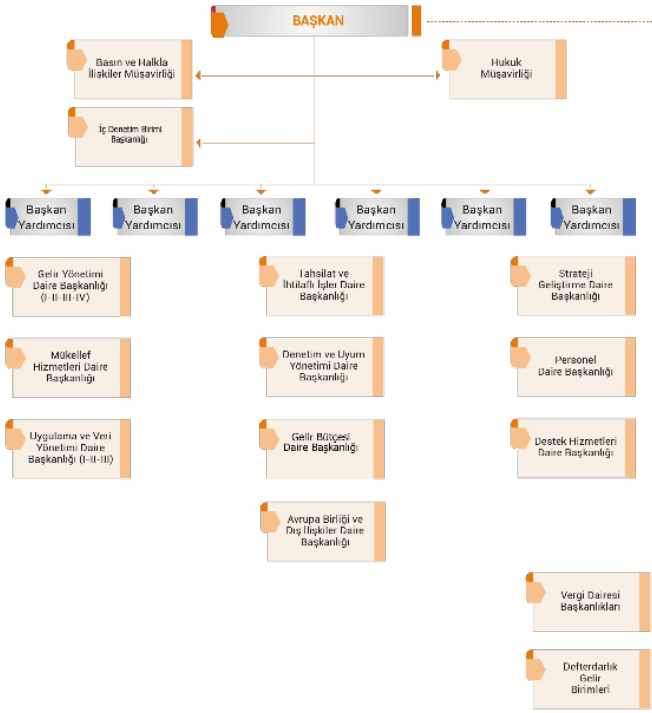 BAŞKAN
Basın ve Halkla
İlişkiler Müşavirliği
Hukuk
Müşavirliği
İç Denetim Birimi
Başkanlığı
Başkan
Yardımcısı
Başkan
Yardımcısı
Başkan
Yardımcısı
Başkan
Yardımcısı
Başkan
Yardımcısı
Başkan
Yardımcısı
Gelir Yönetimi
Daire Başkanlığı
(I-II-III-IV)
Tahsilat ve
İhtilaflı İşler Daire
Başkanlığı
Strateji
Geliştirme Daire
Başkanlığı
Mükellef
Hizmetleri Daire
Başkanlığı
Denetim ve Uyum
Yönetimi Daire
Başkanlığı
Personel
Daire Başkanlığı
Uygulama ve Veri
Yönetimi Daire
Başkanlığı (I-II-III)
Gelir Bütçesi
Daire Başkanlığı
Destek Hizmetleri
Daire Başkanlığı
Avrupa Birliği ve
Dış İlişkiler Daire
Başkanlığı
Vergi Dairesi
Başkanlıkları
Defterdarlık
Gelir
Birimleri